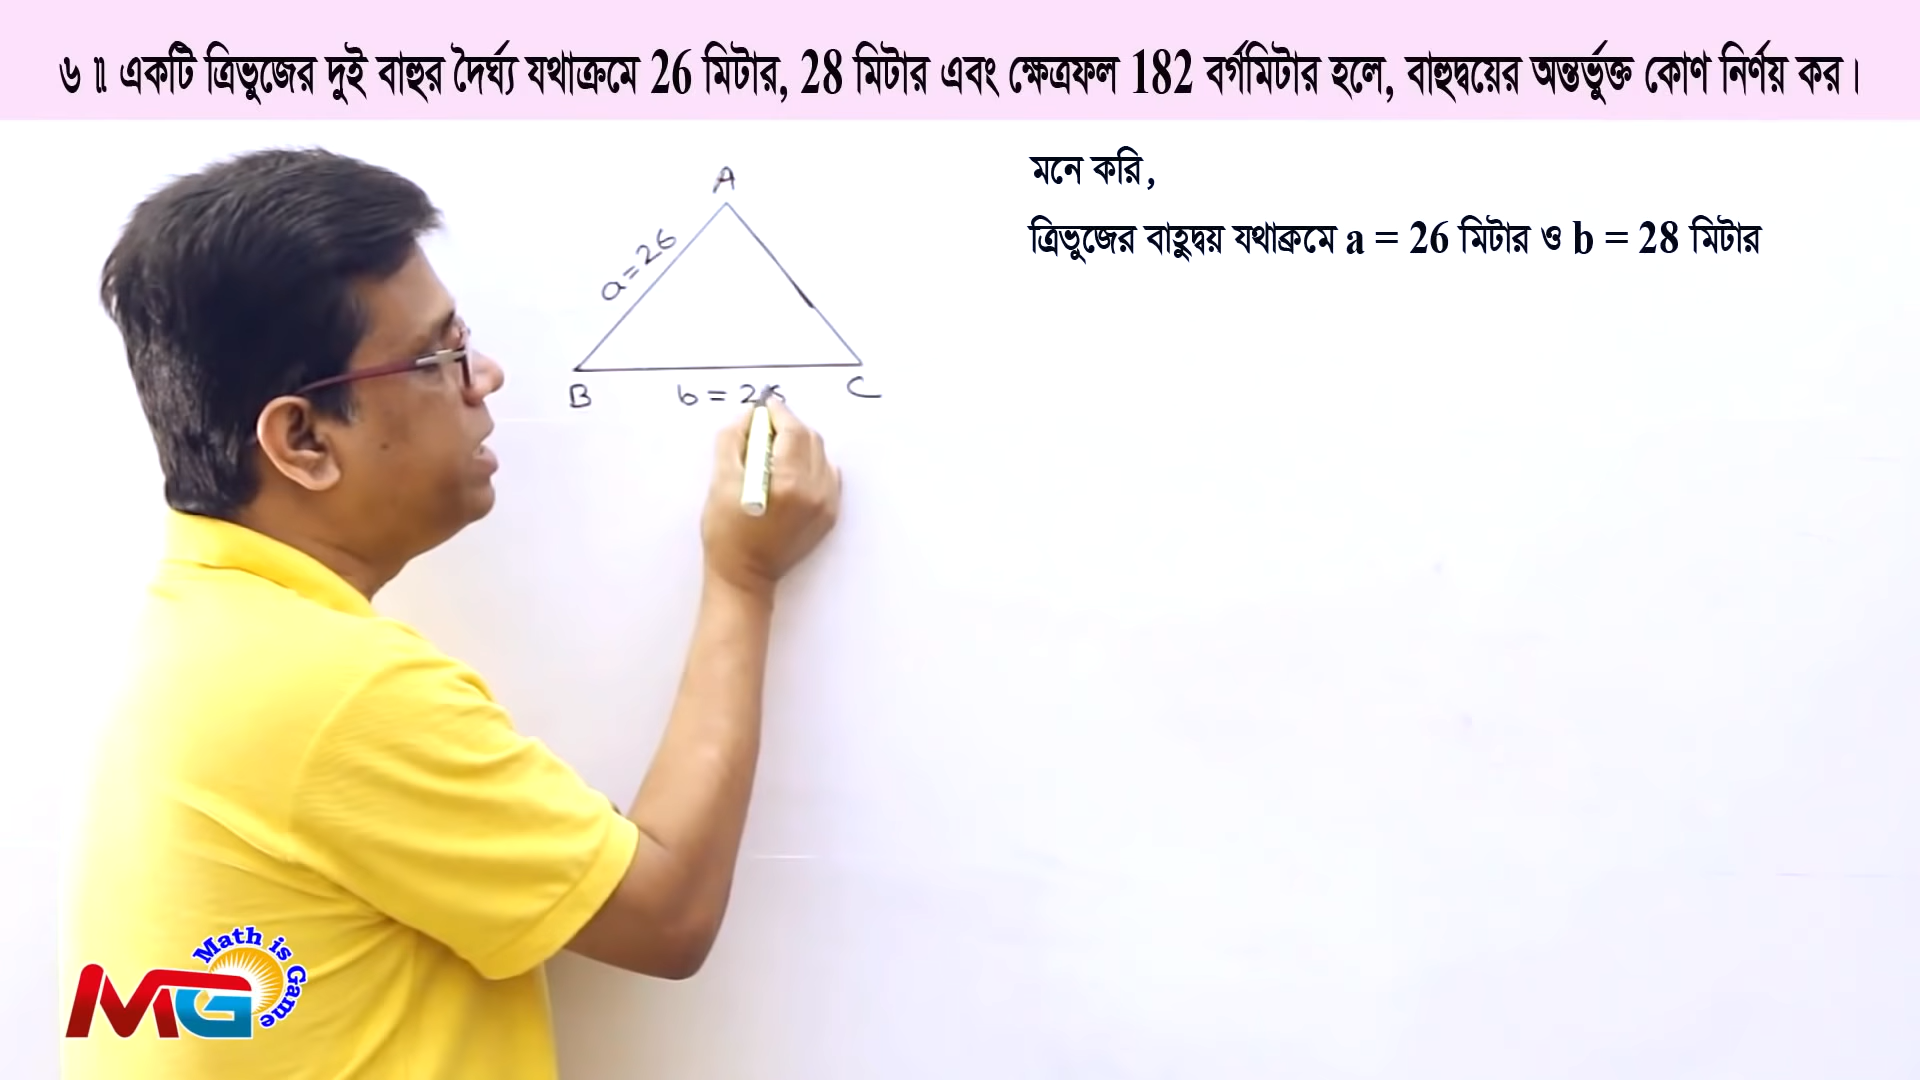 ৬॥ একটি ত্রিভুজের দুই বাহুর দৈর্ঘ্য যথাক্রমে 26 মিটার, 28 মিটার এবং ক্ষেত্রফল 182 বর্গমিটার হলে, বাহুদ্বয়ের অন্তর্ভুক্ত কোণ নির্ণয় কর।
মনে করি,
ত্রিভুজের বাহুদ্বয় যথাক্রমে a = 26 মিটার ও b = 28 মিটার
A
a = 26
B
b = 2
C
Math is Game
MG